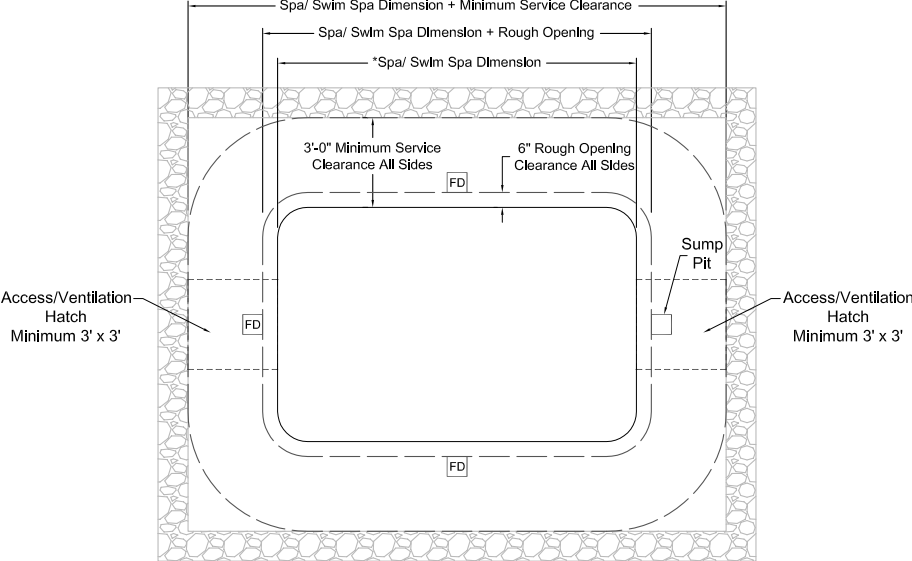 Spa/ Swim Spa Dimension + Minimum Service Clearance
Spa/ Swim Spa Dimension + Rough Opening
*Spa/ Swim Spa Dimension
3'-0" Minimum Service
Clearance All Sides
6" Rough Opening
Clearance All Sides
FD
Sump
Pit
Access/Ventilation
Hatch
Minimum 3' x 3'
FD
Access/Ventilation
Hatch
Minimum 3' x 3'
FD